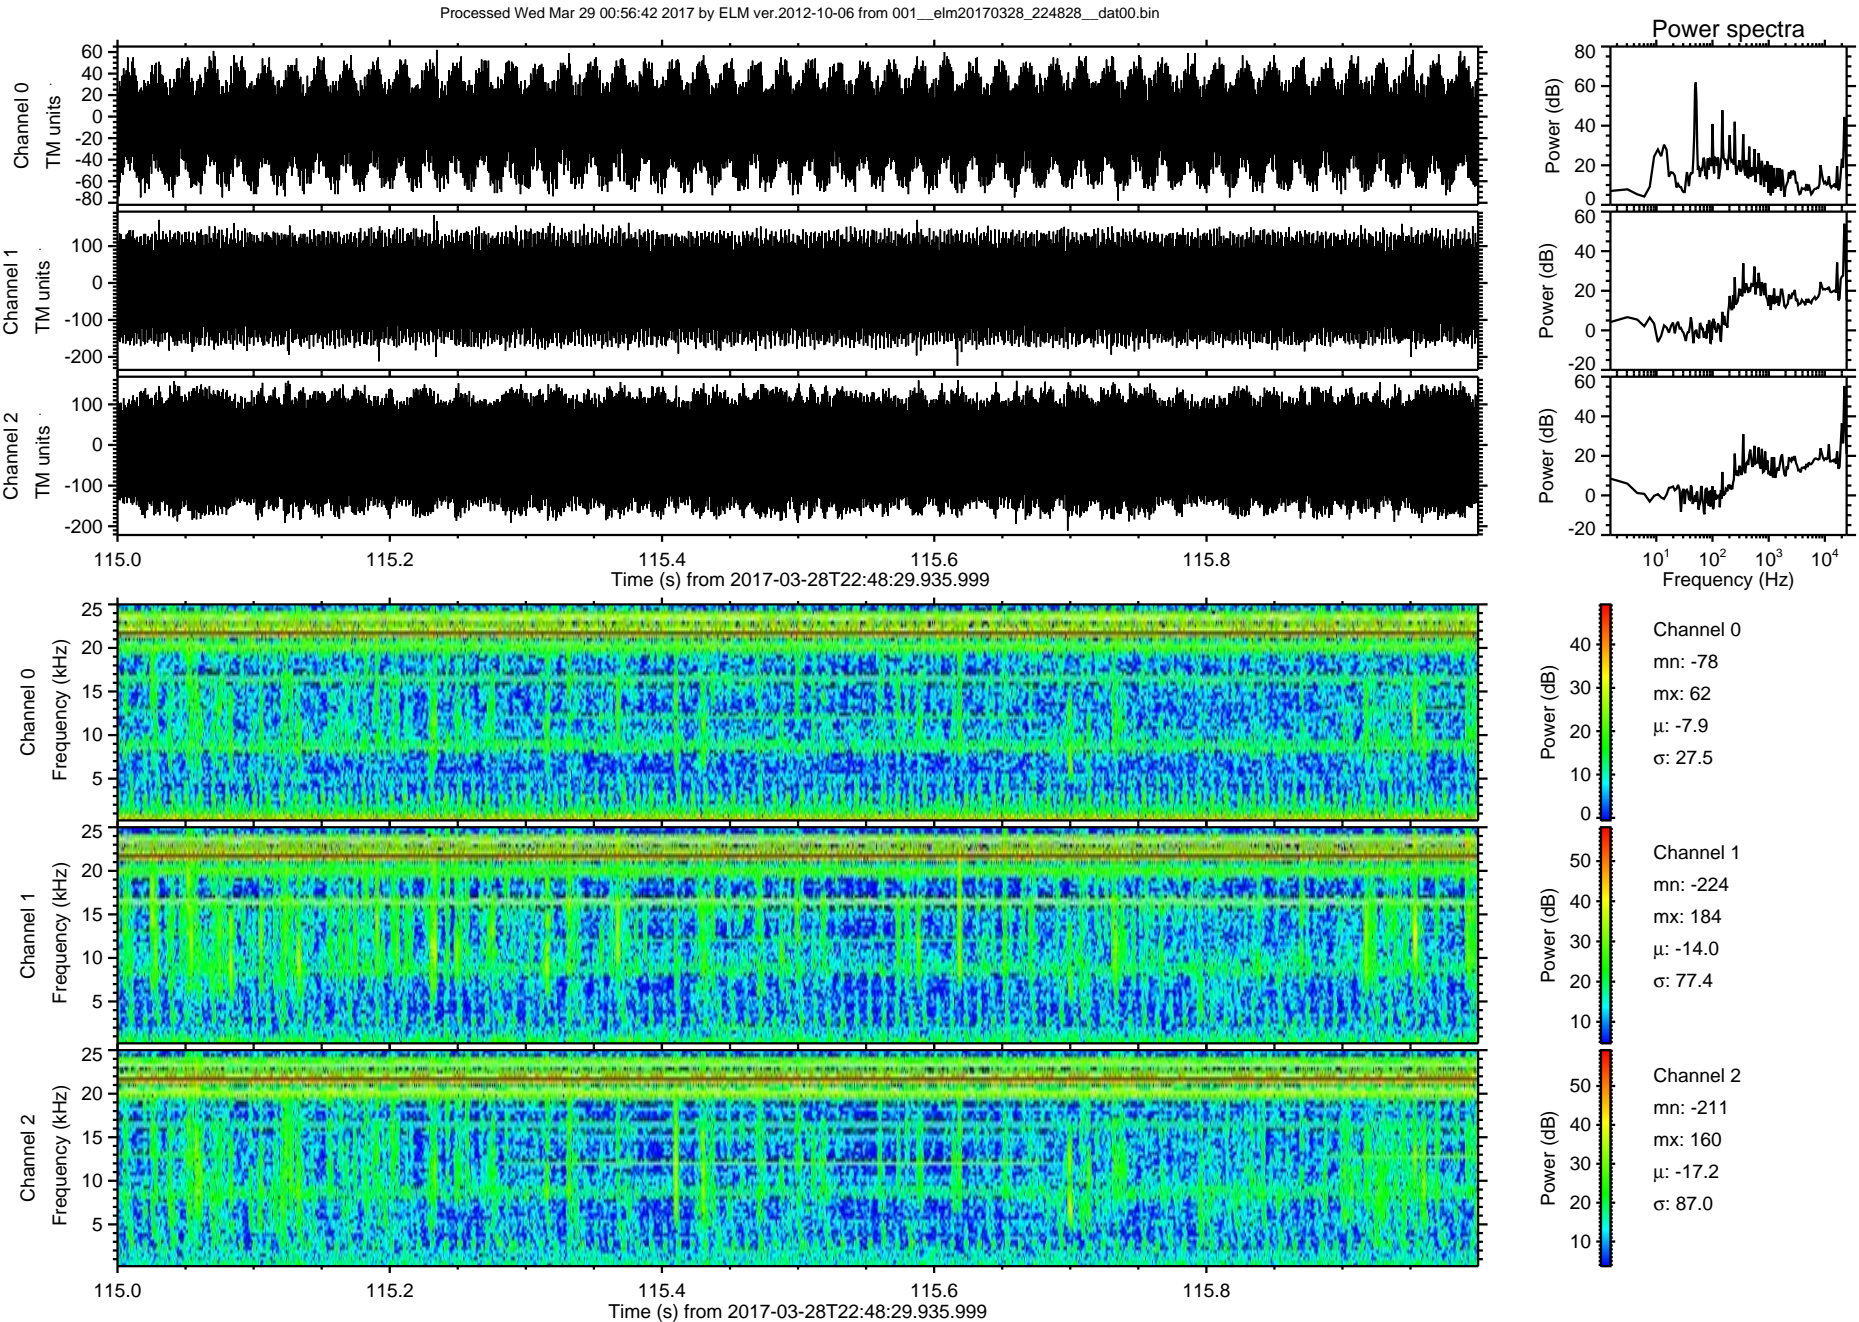 Processed Wed Mar 29 00:56:42 2017 by ELM ver.2012-10-06 from 001__elm20170328_224828__dat00.bin
Power spectra
Channel 0
TM units
60
40
20
0
-20
-40
-60
-80
Power (dB)
80
60
40
20
0
Channel 1
TM units
100
0
-100
-200
Power (dB)
60
40
20
0
-20
Channel 2
TM units
100
0
-100
-200
Power (dB)
60
40
20
0
-20
115.0 115.2 115.4 115.6 115.8
Time (s) from 2017-03-28T22:48:29.935.999
10¹ 10² 10³ 10⁴
Frequency (Hz)
Channel 0
Frequency (kHz)
25
20
15
10
5
Power (dB)
40
30
20
10
0
Channel 0
mn: -78
mx: 62
μ: -7.9
σ: 27.5
Channel 1
Frequency (kHz)
25
20
15
10
5
Power (dB)
50
40
30
20
10
Channel 1
mn: -224
mx: 184
μ: -14.0
σ: 77.4
Channel 2
Frequency (kHz)
25
20
15
10
5
Power (dB)
50
40
30
20
10
Channel 2
mn: -211
mx: 160
μ: -17.2
σ: 87.0
115.0 115.2 115.4 115.6 115.8
Time (s) from 2017-03-28T22:48:29.935.999